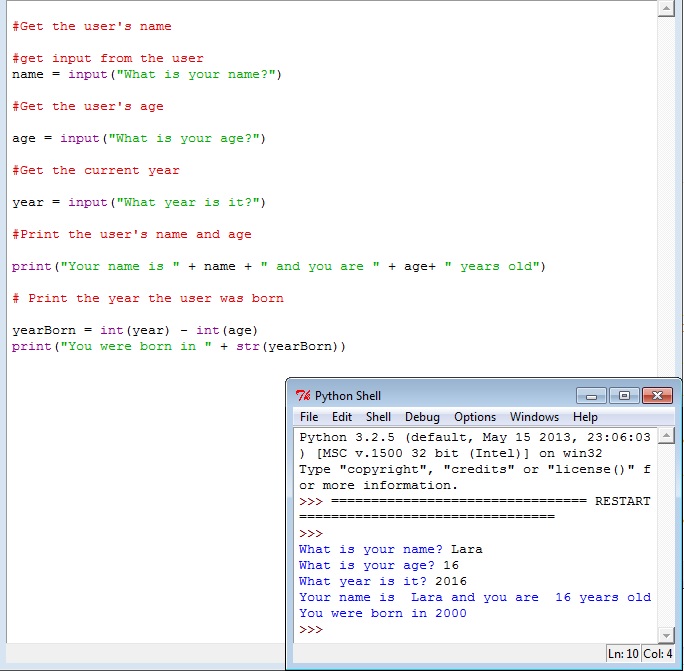 #Get the user's name
#get input from the user
name = input("What is your name?")
#Get the user's age
age = input("What is your age?")
#Get the current year
year = input("What year is it?")
#Print the user's name and age
print("Your name is " + name + " and you are " + age+ " years old")
# Print the year the user was born
yearBorn = int(year) - int(age)
print("You were born in " + str(yearBorn))
Python Shell
File Edit Shell Debug Options Windows Help
Python 3.2.5 (default, May 15 2013, 23:06:03
) [MSC v.1500 32 bit (Intel)] on win32
Type "copyright", "credits" or "license()" f
or more information.
>>> ================================ RESTART
================================
>>>
What is your name? Lara
What is your age? 16
What year is it? 2016
Your name is  Lara and you are  16 years old
You were born in 2000
>>>
Ln: 10 Col: 4